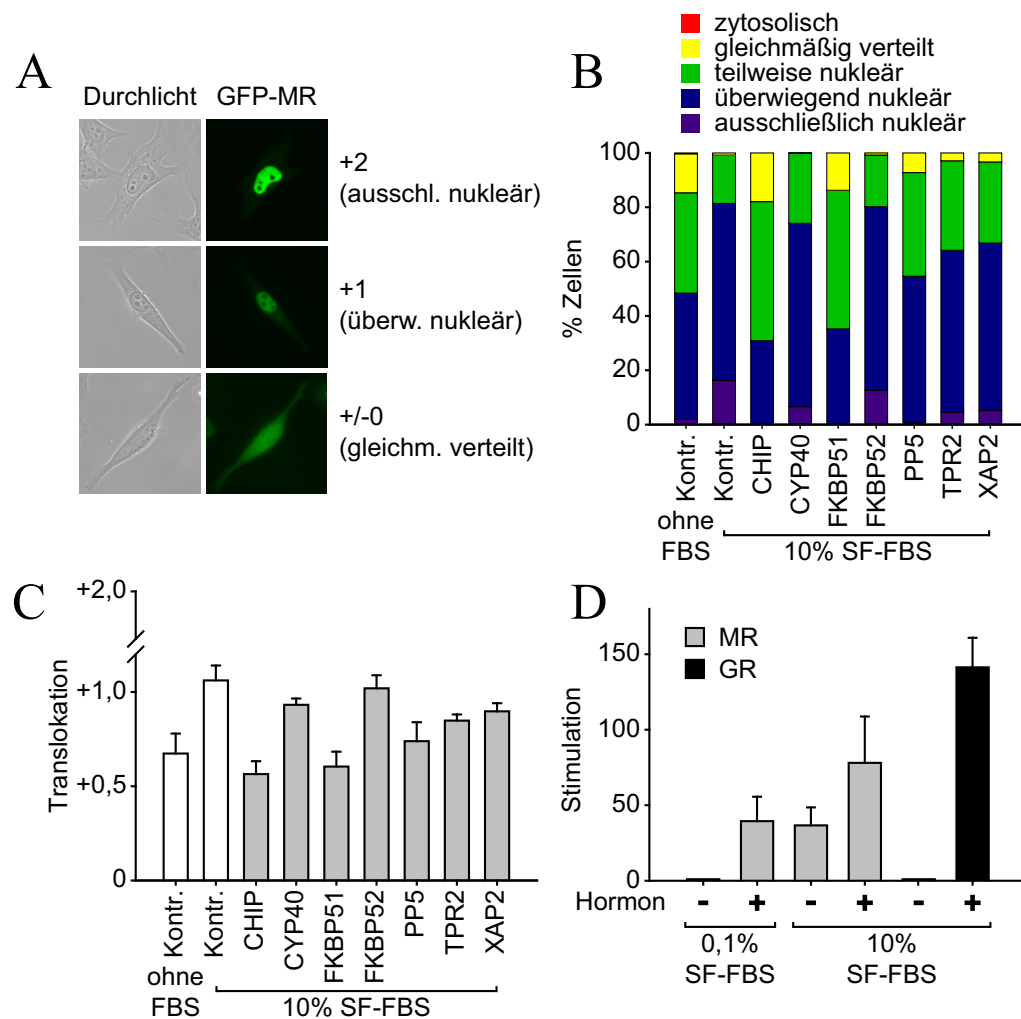 A
Durchlicht
GFP-MR
+2
(ausschl. nukleär)
+1
(überw. nukleär)
+/-0
(gleichm. verteilt)
B
zytosolisch
gleichmäßig verteilt
teilweise nukleär
überwiegend nukleär
ausschließlich nukleär
% Zellen
100
80
60
40
20
0
Kontr.
Kontr.
CHIP
CYP40
FKBP51
FKBP52
PP5
TPR2
XAP2
ohne
FBS
10% SF-FBS
C
Translokation
+2,0
+1,0
+0,5
0
Kontr.
Kontr.
CHIP
CYP40
FKBP51
FKBP52
PP5
TPR2
XAP2
ohne
FBS
10% SF-FBS
D
MR
GR
Stimulation
150
100
50
0
Hormon - + - + - +
0,1%
SF-FBS
10%
SF-FBS